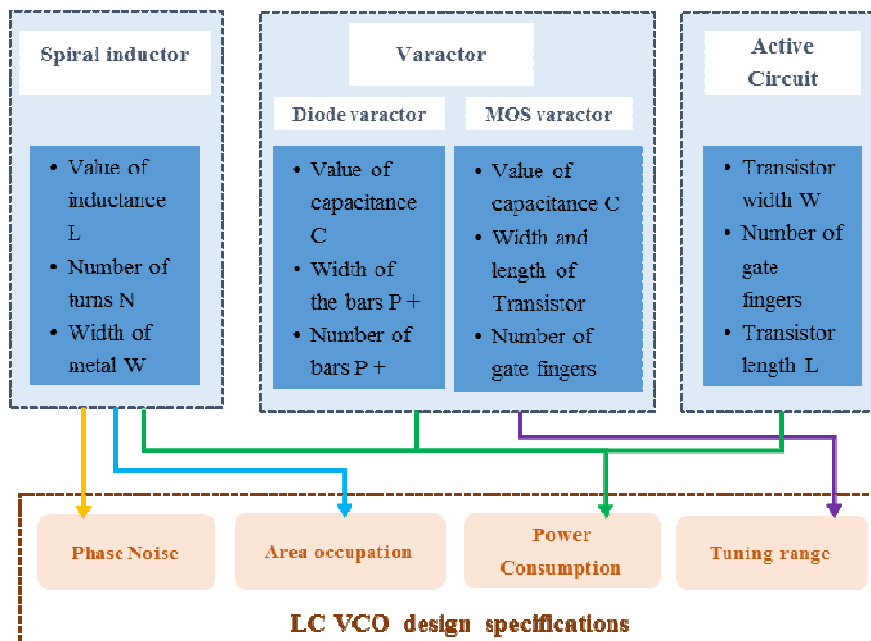 Spiral inductor
• Value of
inductance
L
• Number of
turns N
• Width of
metal W
Varactor
Diode varactor
• Value of
capacitance
C
• Width of
the bars P +
• Number of
bars P +
MOS varactor
• Value of
capacitance C
• Width and
length of
Transistor
• Number of
gate fingers
Active
Circuit
• Transistor
width W
• Number of
gate
fingers
• Transistor
length L
Phase Noise
Area occupation
Power
Consumption
Tuning range
LC VCO design specifications